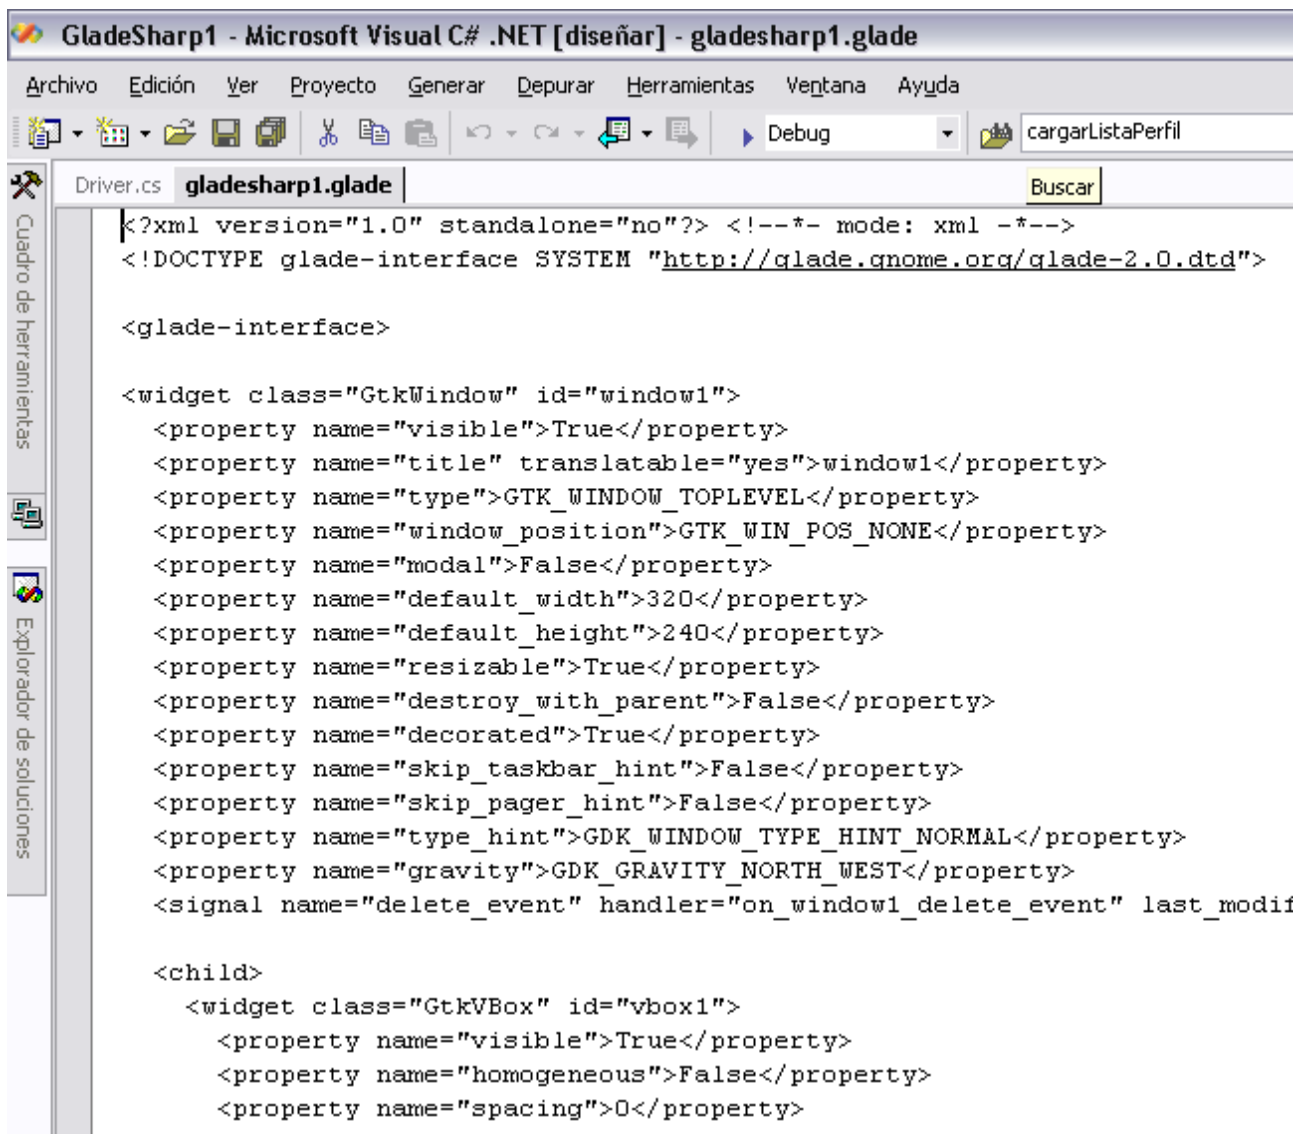 GladeSharp1 - Microsoft Visual C# .NET [diseñar] - gladesharp1.glade
Archivo Edición Ver Proyecto Generar Depurar Herramientas Ventana Ayuda
Debug cargarListaPerfil
Driver.cs gladesharp1.glade
Buscar
Cuadro de herramientas
Explorador de soluciones
<?xml version="1.0" standalone="no"?> <!--*- mode: xml -*-->
<!DOCTYPE glade-interface SYSTEM "http://glade.gnome.org/glade-2.0.dtd">
<glade-interface>
<widget class="GtkWindow" id="window1">
<property name="visible">True</property>
<property name="title" translatable="yes">window1</property>
<property name="type">GTK_WINDOW_TOPLEVEL</property>
<property name="window_position">GTK_WIN_POS_NONE</property>
<property name="modal">False</property>
<property name="default_width">320</property>
<property name="default_height">240</property>
<property name="resizable">True</property>
<property name="destroy_with_parent">False</property>
<property name="decorated">True</property>
<property name="skip_taskbar_hint">False</property>
<property name="skip_pager_hint">False</property>
<property name="type_hint">GDK_WINDOW_TYPE_HINT_NORMAL</property>
<property name="gravity">GDK_GRAVITY_NORTH_WEST</property>
<signal name="delete_event" handler="on_window1_delete_event" last_modif
<child>
<widget class="GtkVBox" id="vbox1">
<property name="visible">True</property>
<property name="homogeneous">False</property>
<property name="spacing">0</property>